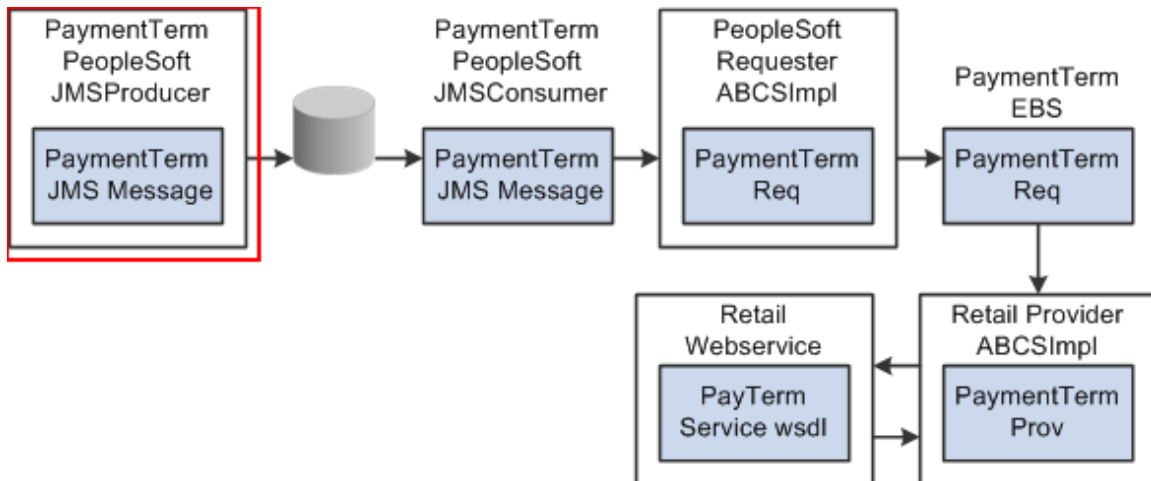 PaymentTerm
PeopleSoft
JMSProducer
PaymentTerm
JMS Message
PaymentTerm
PeopleSoft
JMSConsumer
PaymentTerm
JMS Message
PeopleSoft
Requester
ABCSImpl
PaymentTerm
Req
PaymentTerm
EBS
PaymentTerm
Req
Retail
Webservice
PayTerm
Service wsdl
Retail Provider
ABCSImpl
PaymentTerm
Prov